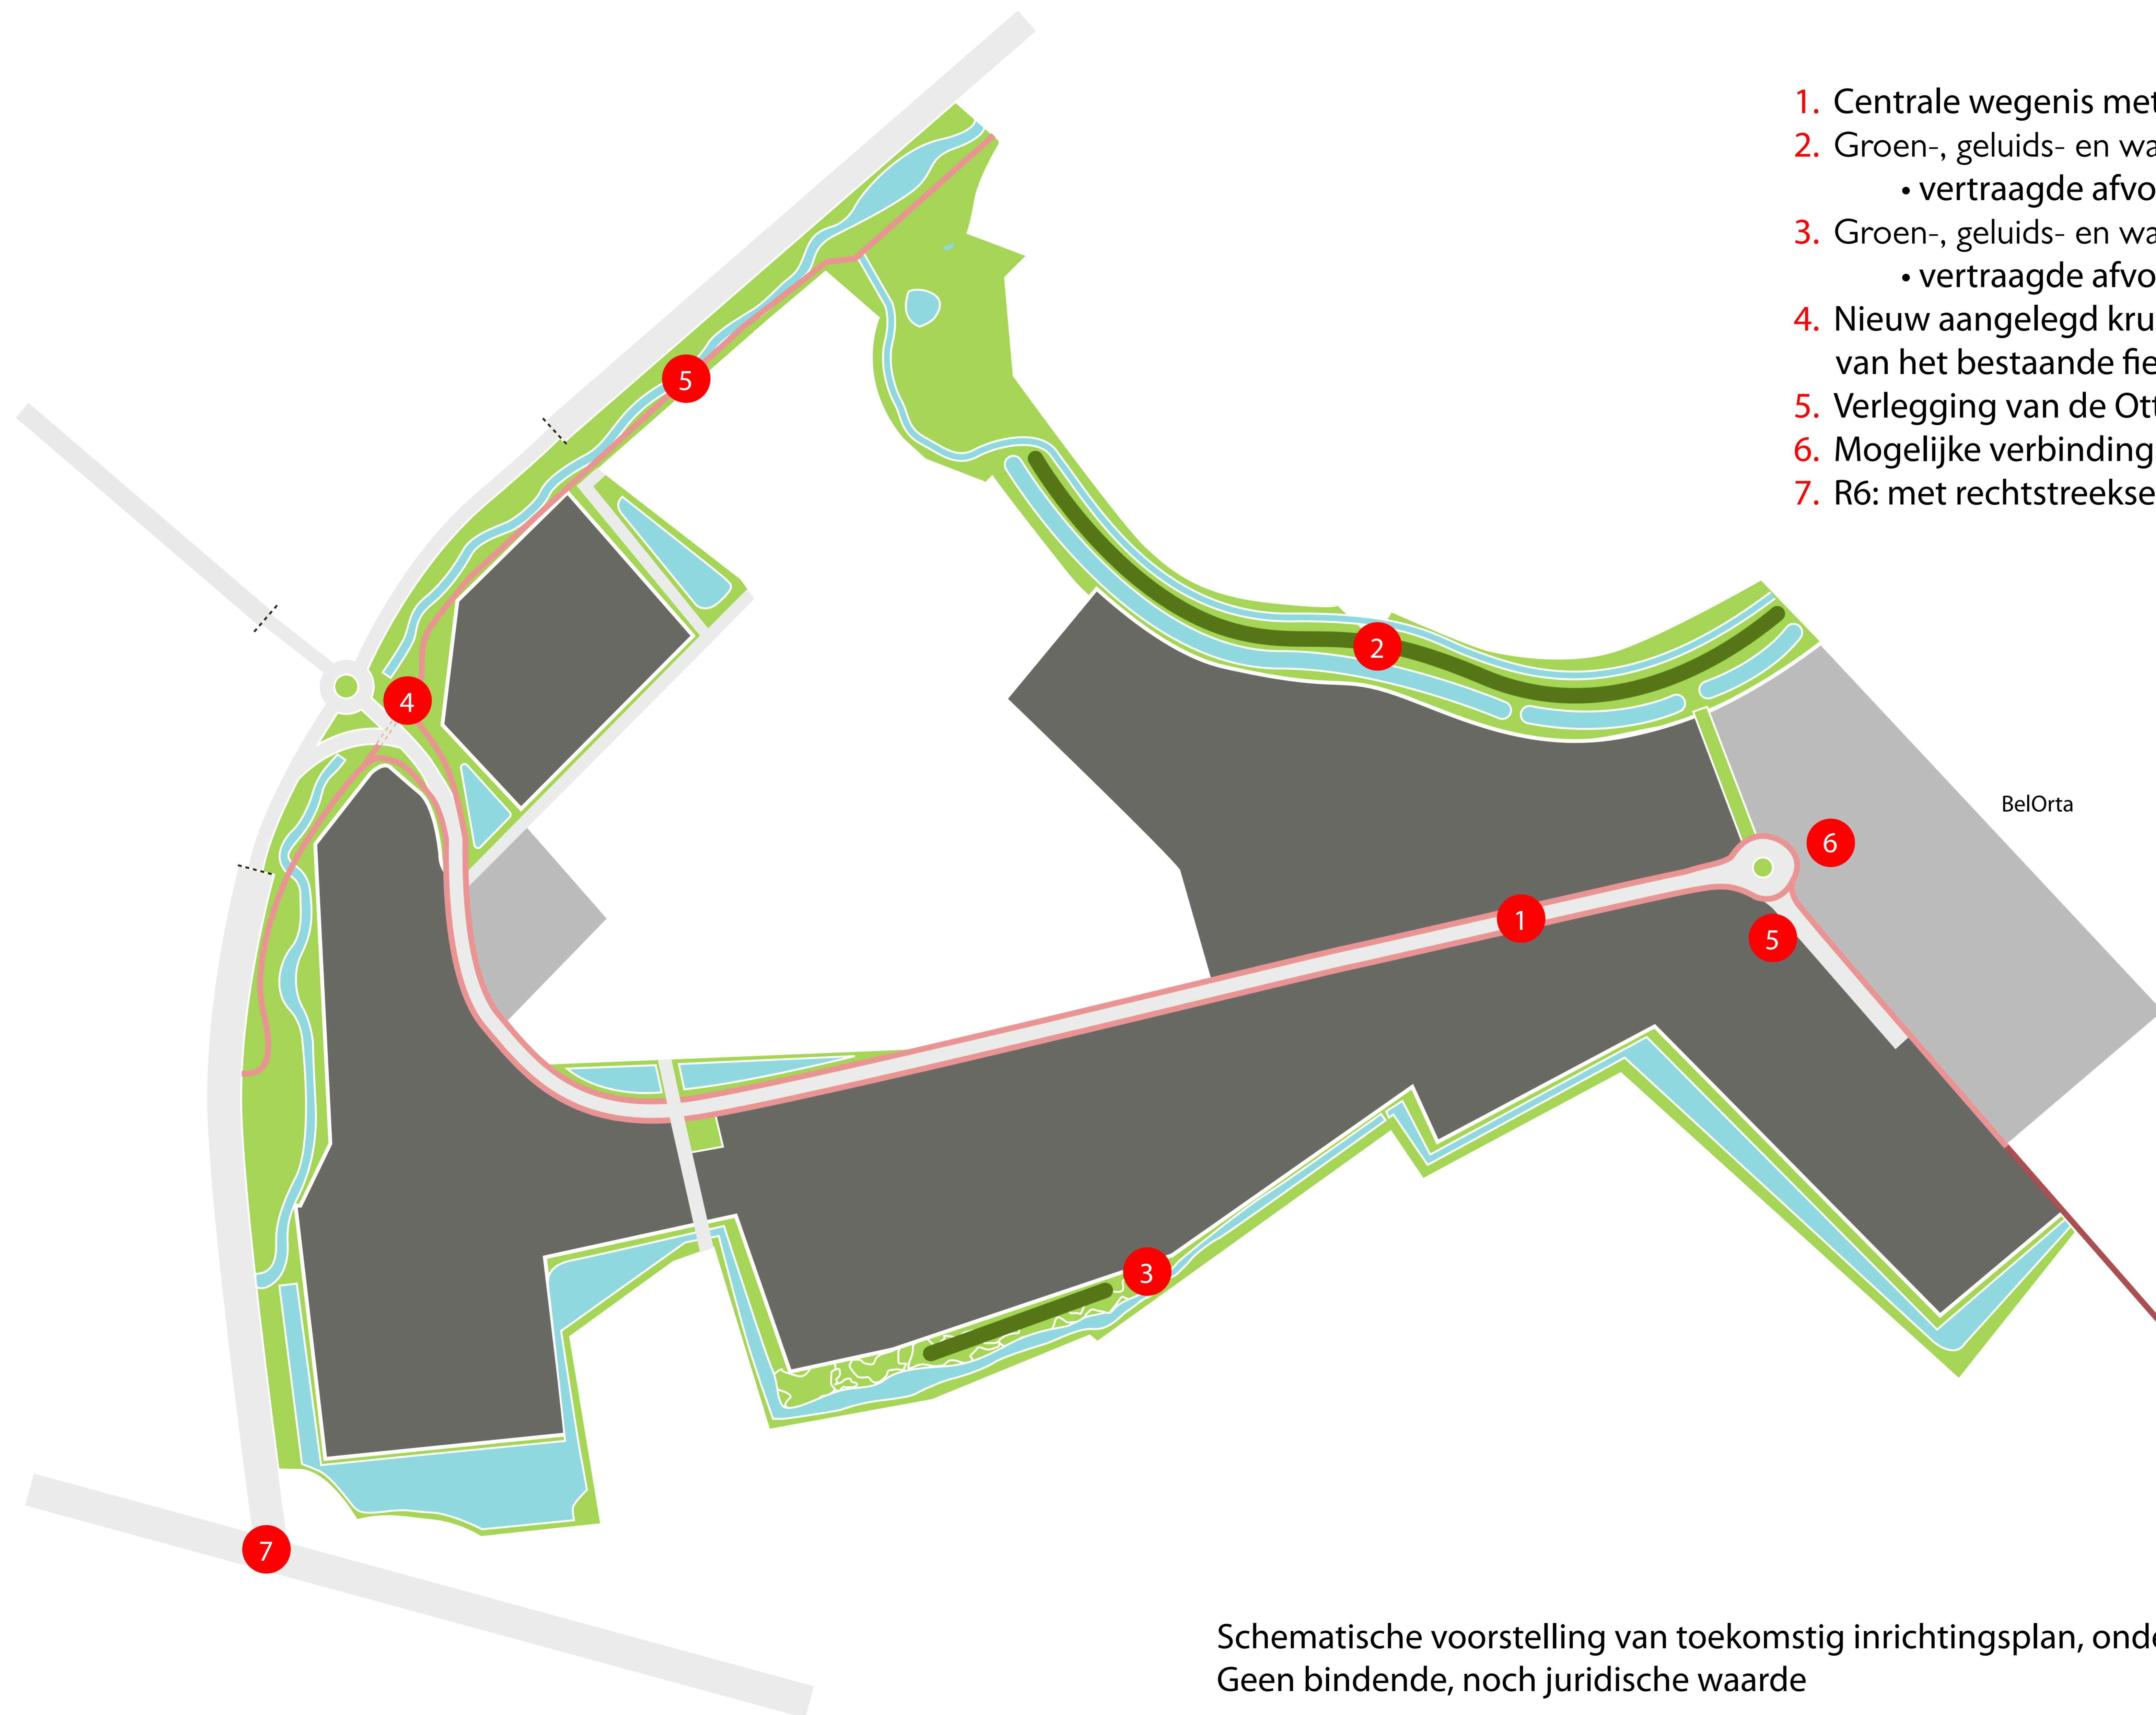 1. Centrale wegenis met
2. Groen-, geluids- en wa
• vertraagde afvo
3. Groen-, geluids- en wa
• vertraagde afvo
4. Nieuw aangelegd kru
van het bestaande fie
5. Verlegging van de Ott
6. Mogelijke verbinding
7. R6: met rechtstreekse
5
4
2
BelOrta
6
1
5
3
7
Schematische voorstelling van toekomstig inrichtingsplan, onde
Geen bindende, noch juridische waarde